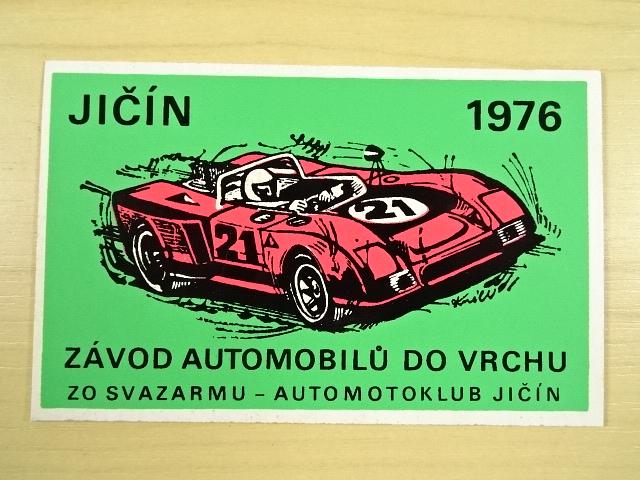 JIČÍN 1976
21
21
ZÁVOD AUTOMOBILŮ DO VRCHU
ZO SVAZARMU – AUTOMOTOKLUB JIČÍN